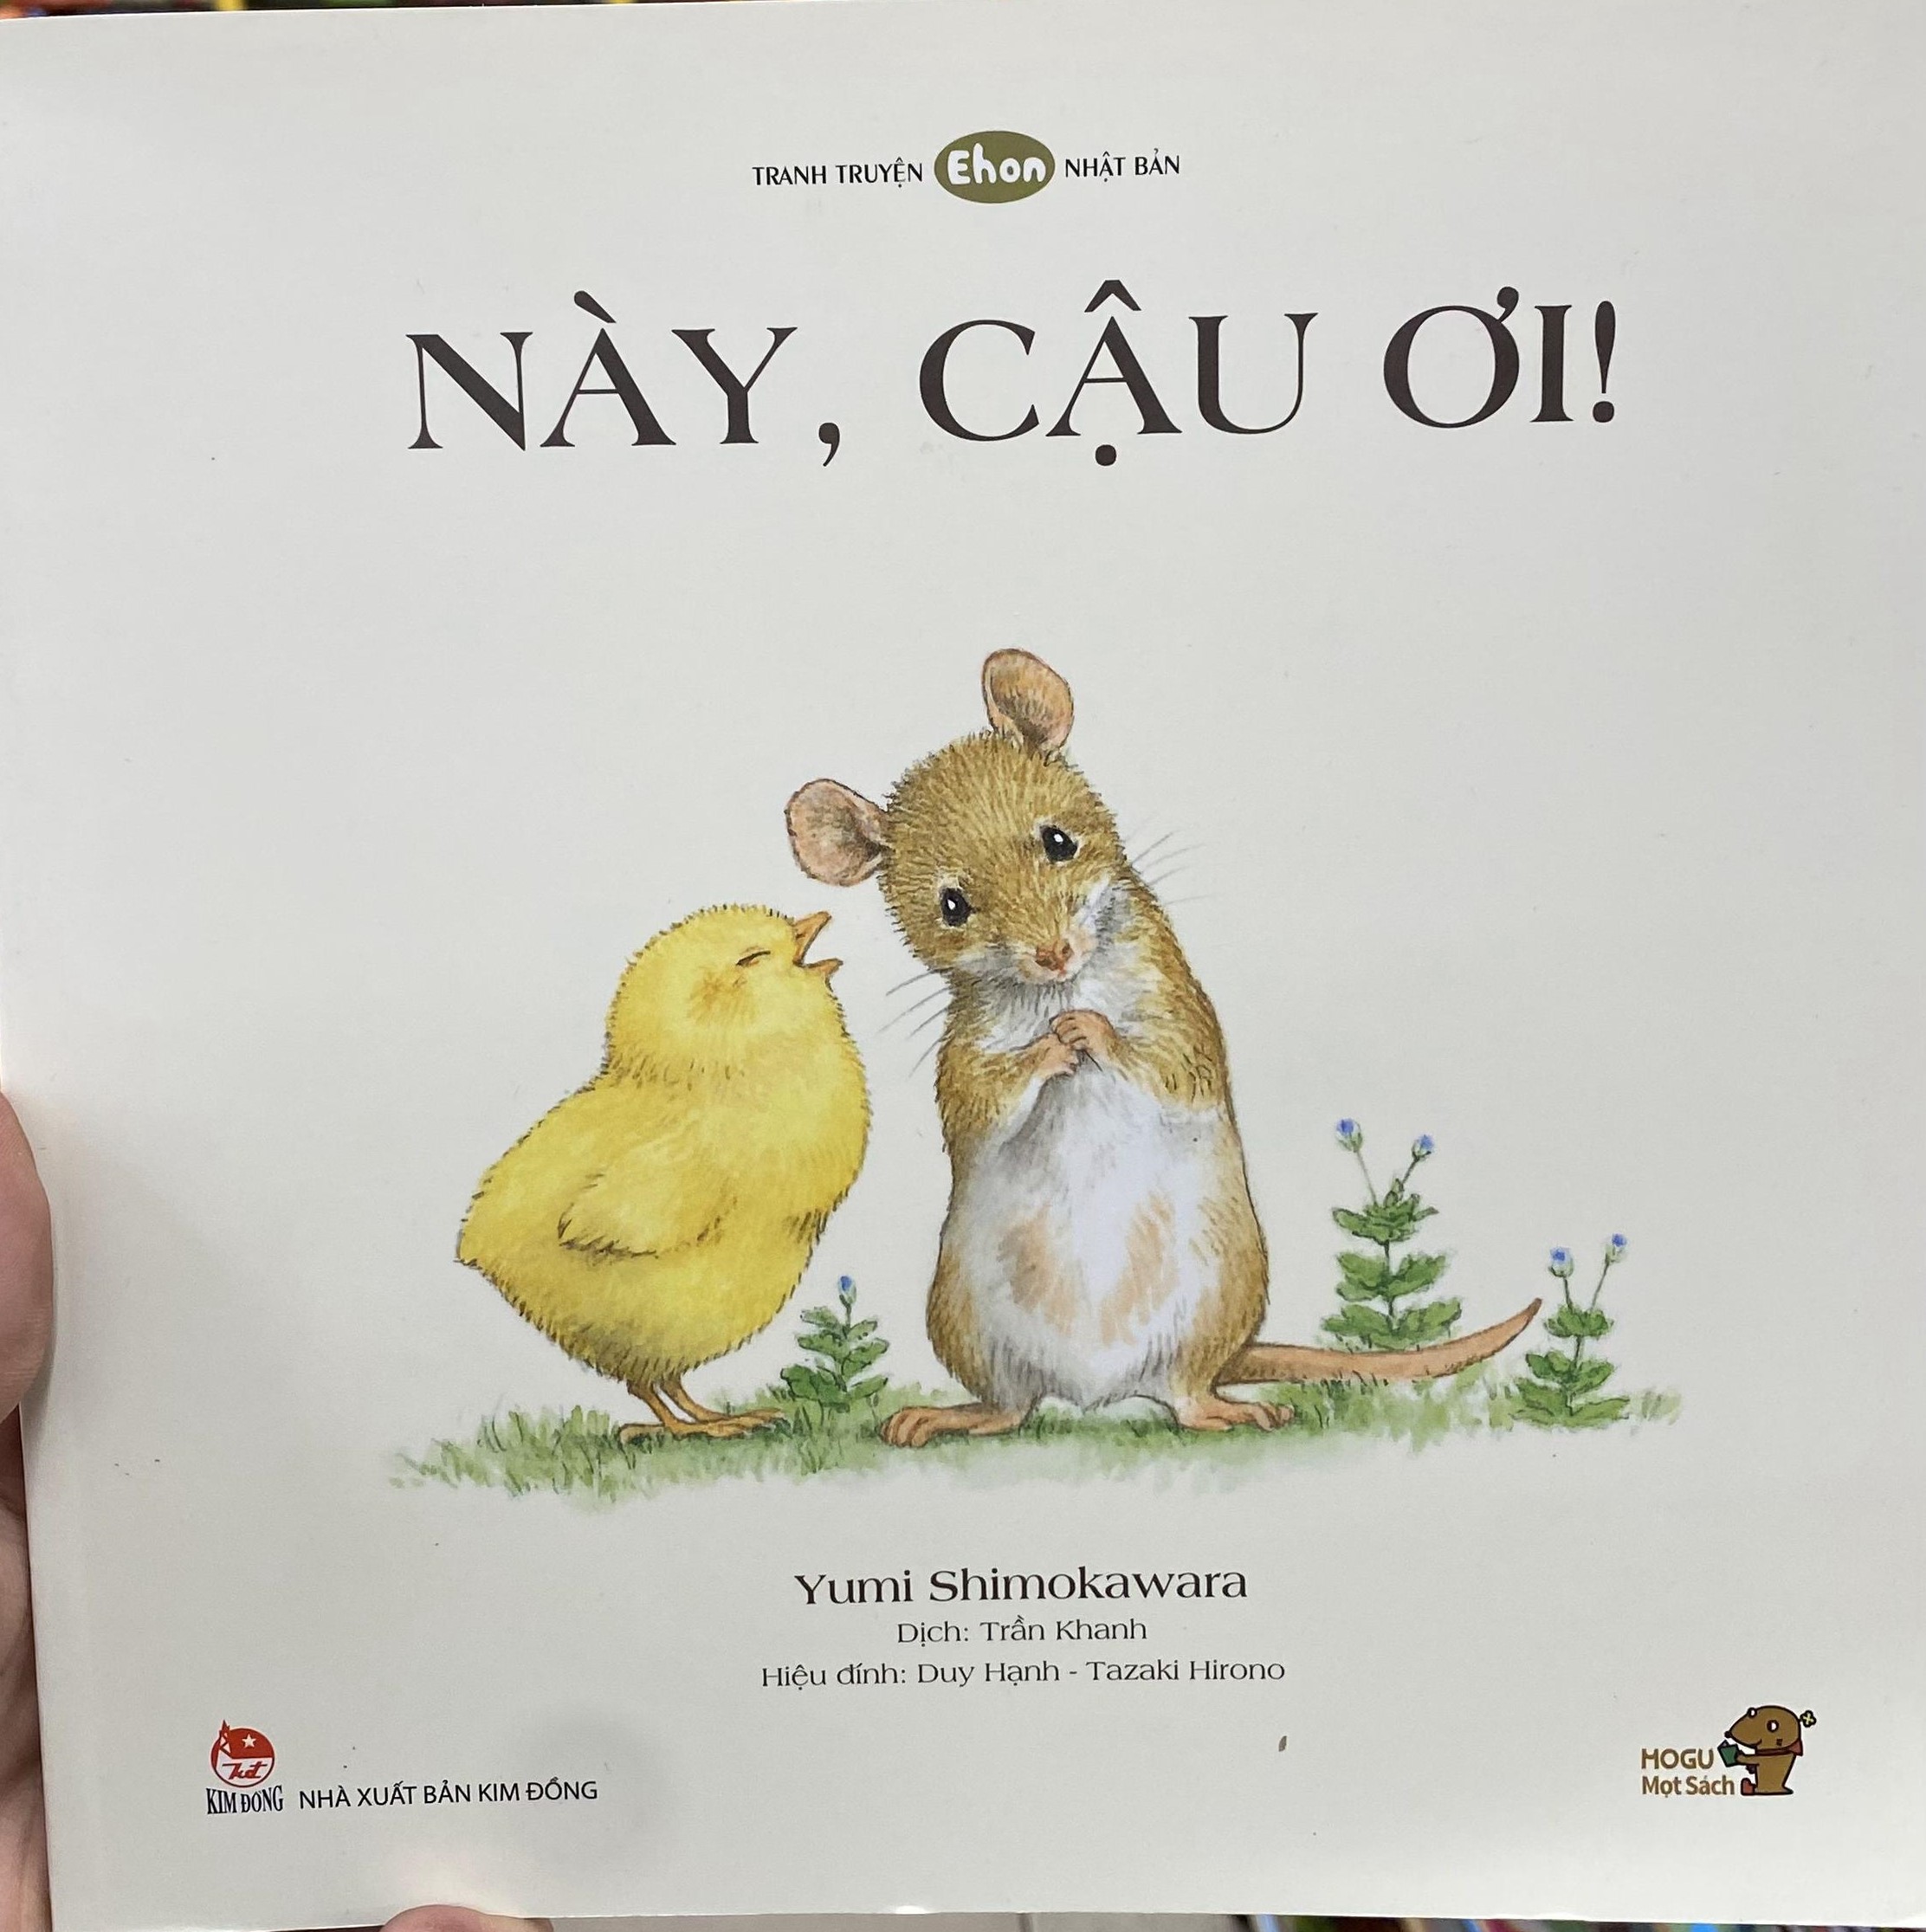 TRANH TRUYỆN Ehon NHẬT BẢN
NÀY, CẬU ƠI!
Yumi Shimokawara
Dịch: Trần Khanh
Hiệu đính: Duy Hạnh - Tazaki Hirono
KIM ĐỒNG NHÀ XUẤT BẢN KIM ĐỒNG
HOGU
Mọt Sách